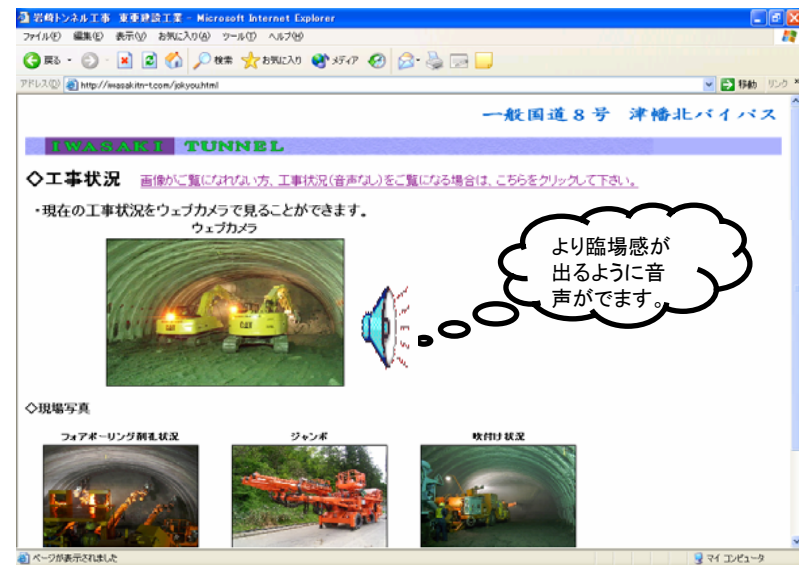 岩崎トンネル工事 東亜建設工業 - Microsoft Internet Explorer
ファイル(F) 編集(E) 表示(V) お気に入り(A) ツール(T) ヘルプ(H)
戻る 検索 お気に入り メディア
アドレス(D) http://iwasakitn-t.com/jokyou.html 移動 リンク
一般国道8号 津幡北バイパス
IWASAKI TUNNEL
◇工事状況 画像がご覧になれない方、工事状況(音声なし)をご覧になる場合は、こちらをクリックして下さい。
・現在の工事状況をウェブカメラで見ることができます。
ウェブカメラ
CAT
より臨場感が
出るように音
声がでます。
◇現場写真
フォアポーリング削孔状況 ジャンボ 吹付け状況
ページが表示されました マイ コンピュータ